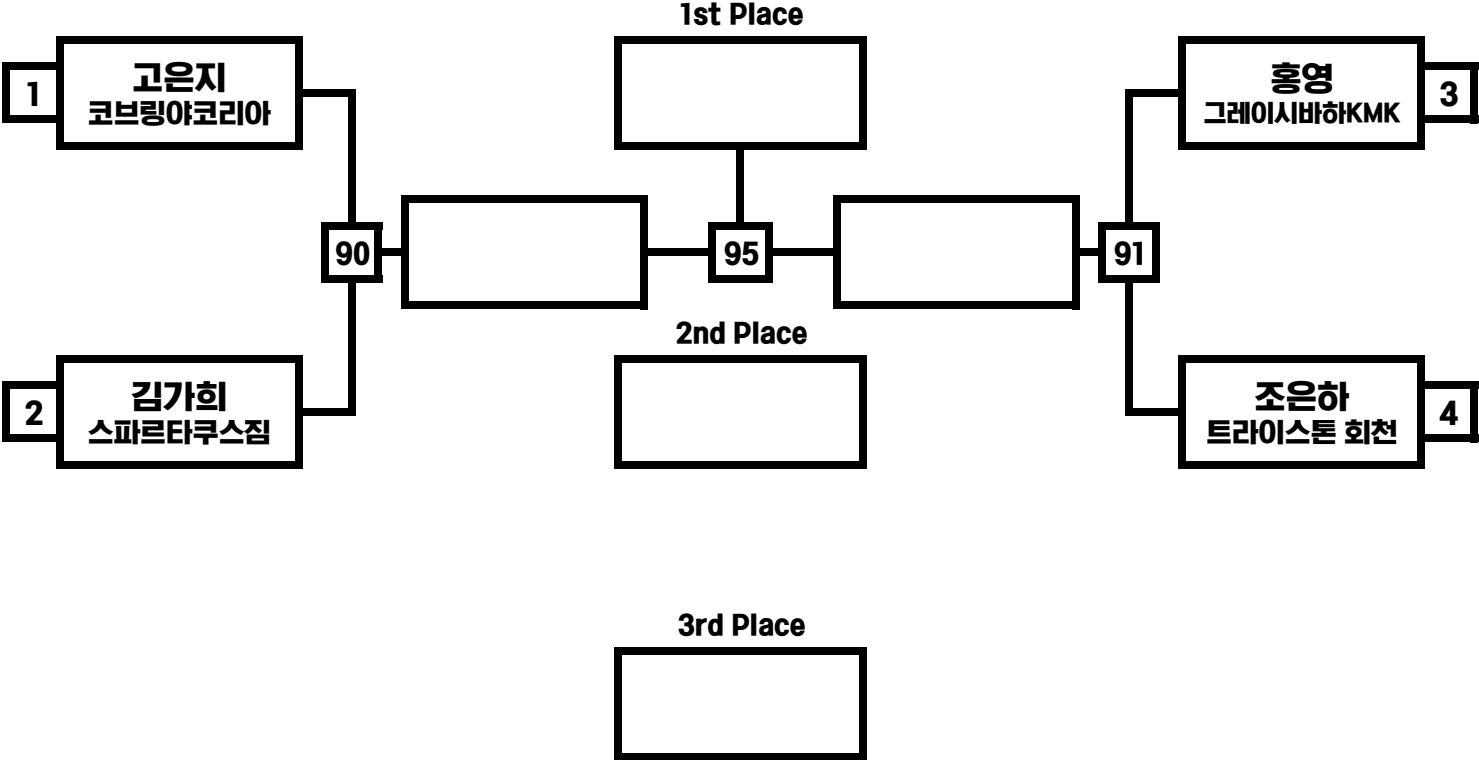 1st Place
1
고은지
코브링야코리아
홍영
그레이시바하KMK
3
90
95
91
2nd Place
2
김가희
스파르타쿠스짐
조은하
트라이스톤 회천
4
3rd Place